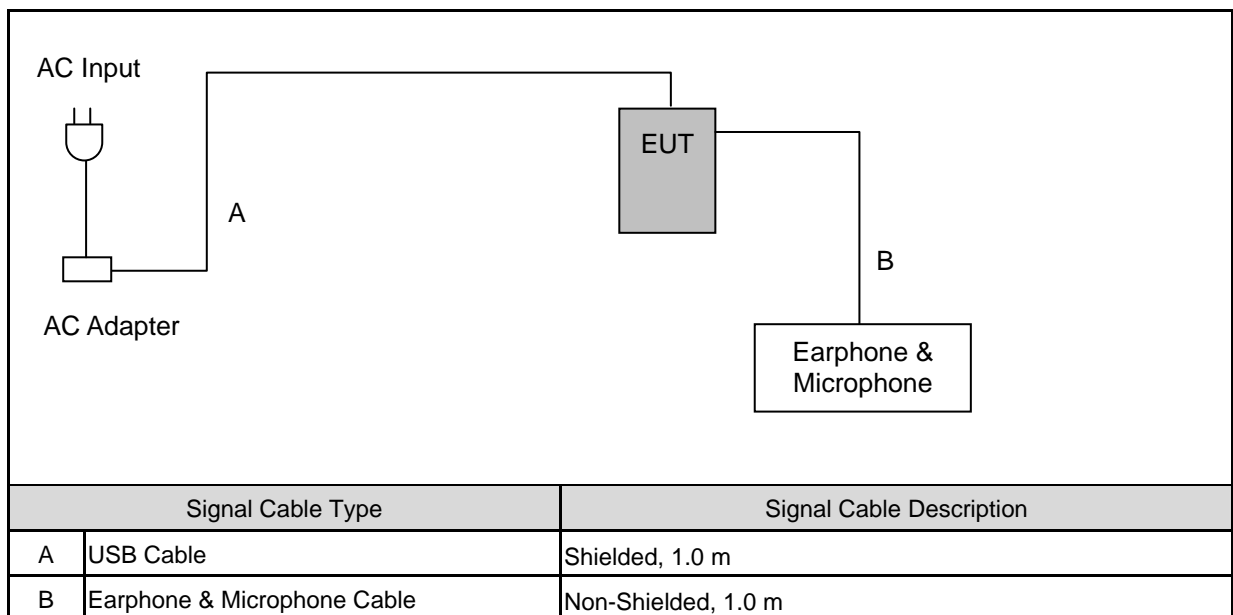 AC Input
EUT
A
B
AC Adapter
Earphone &
Microphone
Signal Cable Type Signal Cable Description
A USB Cable Shielded, 1.0 m
B Earphone & Microphone Cable Non-Shielded, 1.0 m